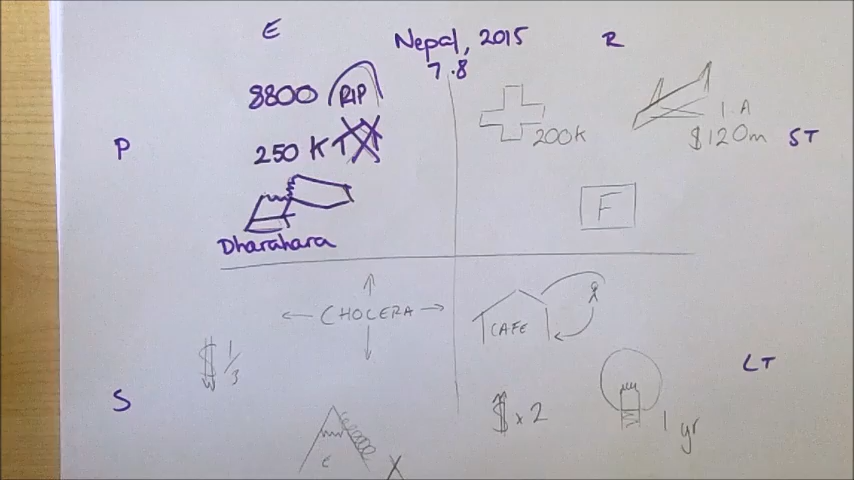 E
Nepal, 2015
R
7.8
8800 RIP
200K
I.A
$120m
P
250 K
ST
F
Dharahara
CHOLERA
CAFE
$ 1/3
LT
S
$ x 2
1 yr